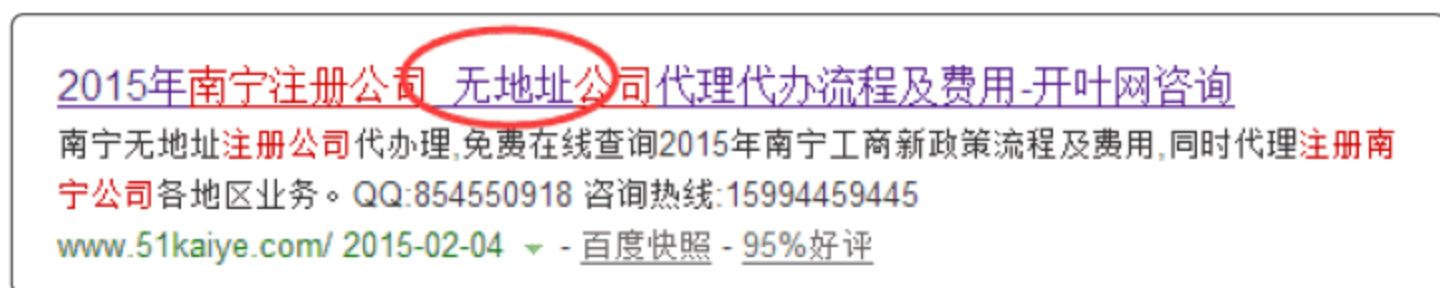 2015年南宁注册公司_无地址公司代理代办流程及费用-开叶网咨询
南宁无地址注册公司代办理,免费在线查询2015年南宁工商新政策流程及费用,同时代理注册南
宁公司各地区业务。QQ:854550918 咨询热线:15994459445
www.51kaiye.com/ 2015-02-04 - 百度快照 - 95%好评